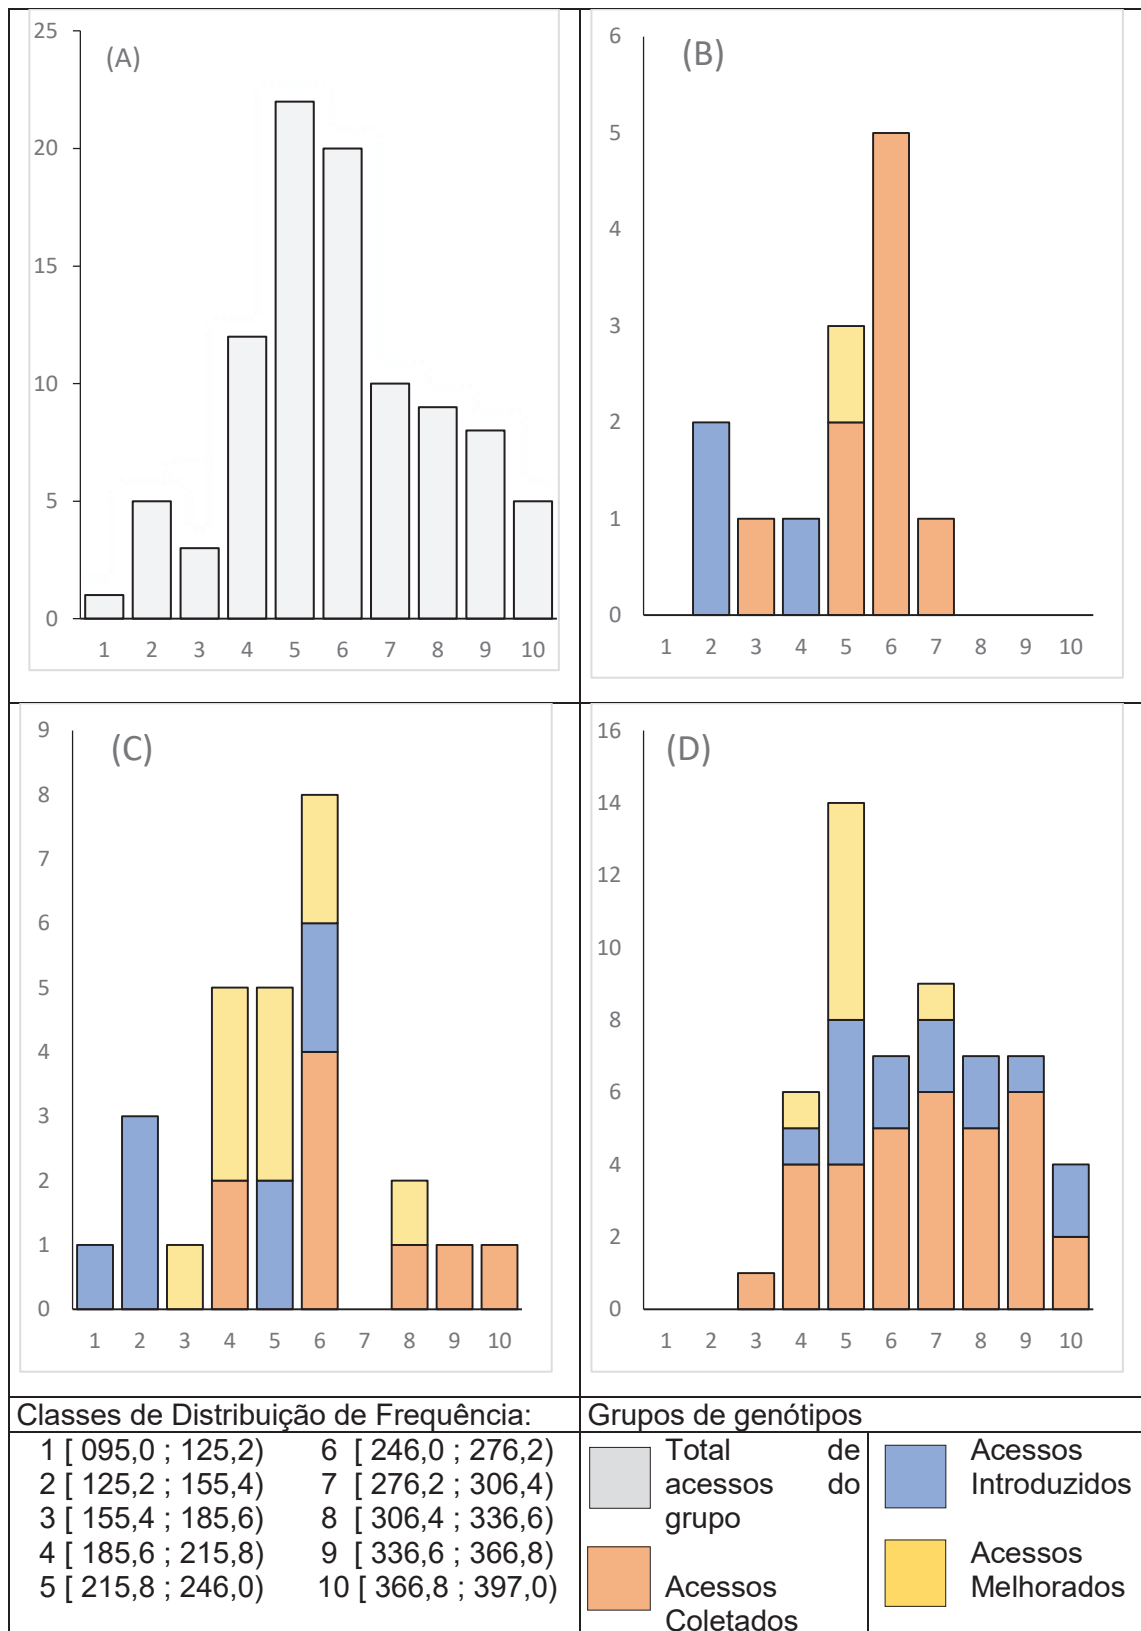 (A)
25
20
15
10
5
0
1 2 3 4 5 6 7 8 9 10
(B)
6
5
4
3
2
1
0
1 2 3 4 5 6 7 8 9 10
(C)
9
8
7
6
5
4
3
2
1
0
1 2 3 4 5 6 7 8 9 10
(D)
16
14
12
10
8
6
4
2
0
1 2 3 4 5 6 7 8 9 10
Classes de Distribuição de Frequência:
1 [ 095,0 ; 125,2) 6 [ 246,0 ; 276,2)
2 [ 125,2 ; 155,4) 7 [ 276,2 ; 306,4)
3 [ 155,4 ; 185,6) 8 [ 306,4 ; 336,6)
4 [ 185,6 ; 215,8) 9 [ 336,6 ; 366,8)
5 [ 215,8 ; 246,0) 10 [ 366,8 ; 397,0)
Grupos de genótipos
Total de
acessos do
grupo
Acessos
Coletados
Acessos
Introduzidos
Acessos
Melhorados